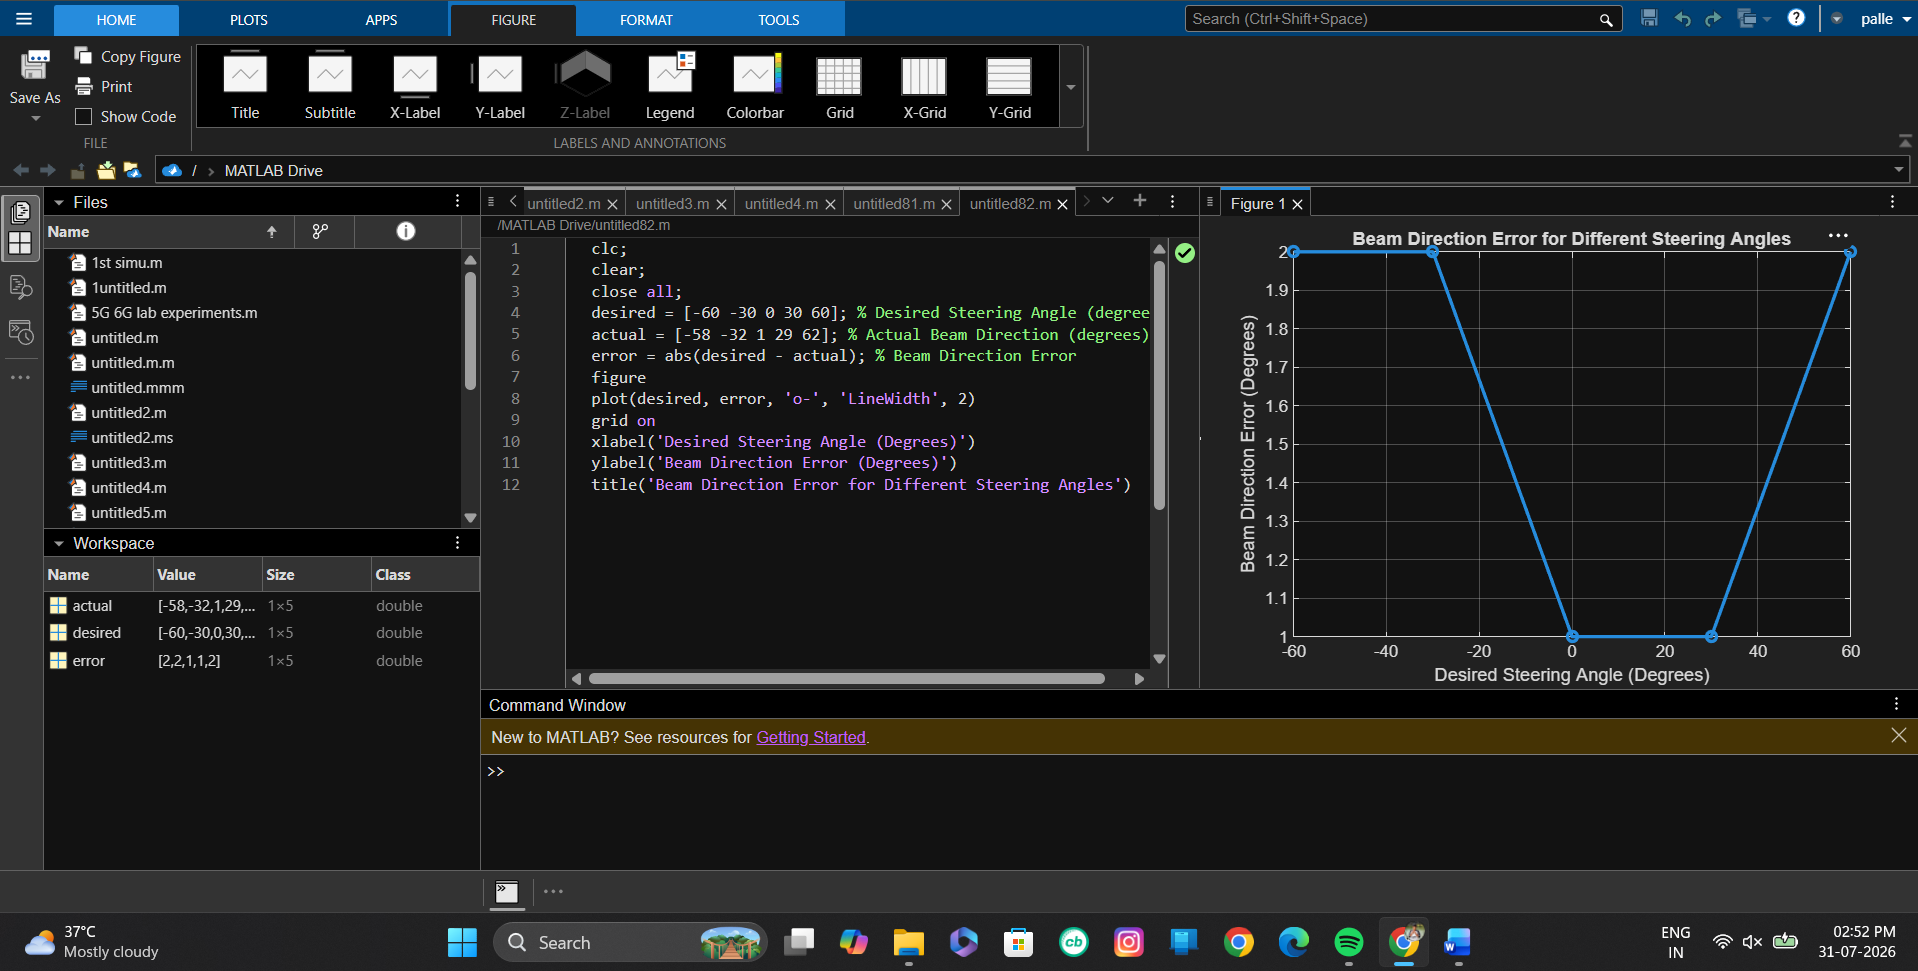 HOME
PLOTS
APPS
FIGURE
FORMAT
TOOLS
Search (Ctrl+Shift+Space)
palle
Save As
Copy Figure
Print
Show Code
FILE
Title
Subtitle
X-Label
Y-Label
Z-Label
Legend
Colorbar
Grid
X-Grid
Y-Grid
LABELS AND ANNOTATIONS
/ › MATLAB Drive
Files
Name
1st simu.m
1untitled.m
5G 6G lab experiments.m
untitled.m
untitled.m.m
untitled.mmm
untitled2.m
untitled2.ms
untitled3.m
untitled4.m
untitled5.m
Workspace
Name Value Size Class
actual [-58,-32,1,29,... 1×5 double
desired [-60,-30,0,30,... 1×5 double
error [2,2,1,1,2] 1×5 double
untitled2.m
untitled3.m
untitled4.m
untitled81.m
untitled82.m
/MATLAB Drive/untitled82.m
1 clc;
2 clear;
3 close all;
4 desired = [-60 -30 0 30 60]; % Desired Steering Angle (degree
5 actual = [-58 -32 1 29 62]; % Actual Beam Direction (degrees)
6 error = abs(desired - actual); % Beam Direction Error
7 figure
8 plot(desired, error, 'o-', 'LineWidth', 2)
9 grid on
10 xlabel('Desired Steering Angle (Degrees)')
11 ylabel('Beam Direction Error (Degrees)')
12 title('Beam Direction Error for Different Steering Angles')
Figure 1
Beam Direction Error for Different Steering Angles
Beam Direction Error (Degrees)
2
1.9
1.8
1.7
1.6
1.5
1.4
1.3
1.2
1.1
1
-60 -40 -20 0 20 40 60
Desired Steering Angle (Degrees)
Command Window
New to MATLAB? See resources for Getting Started.
>>
37°C
Mostly cloudy
Search
cb
W
ENG
IN
02:52 PM
31-07-2026